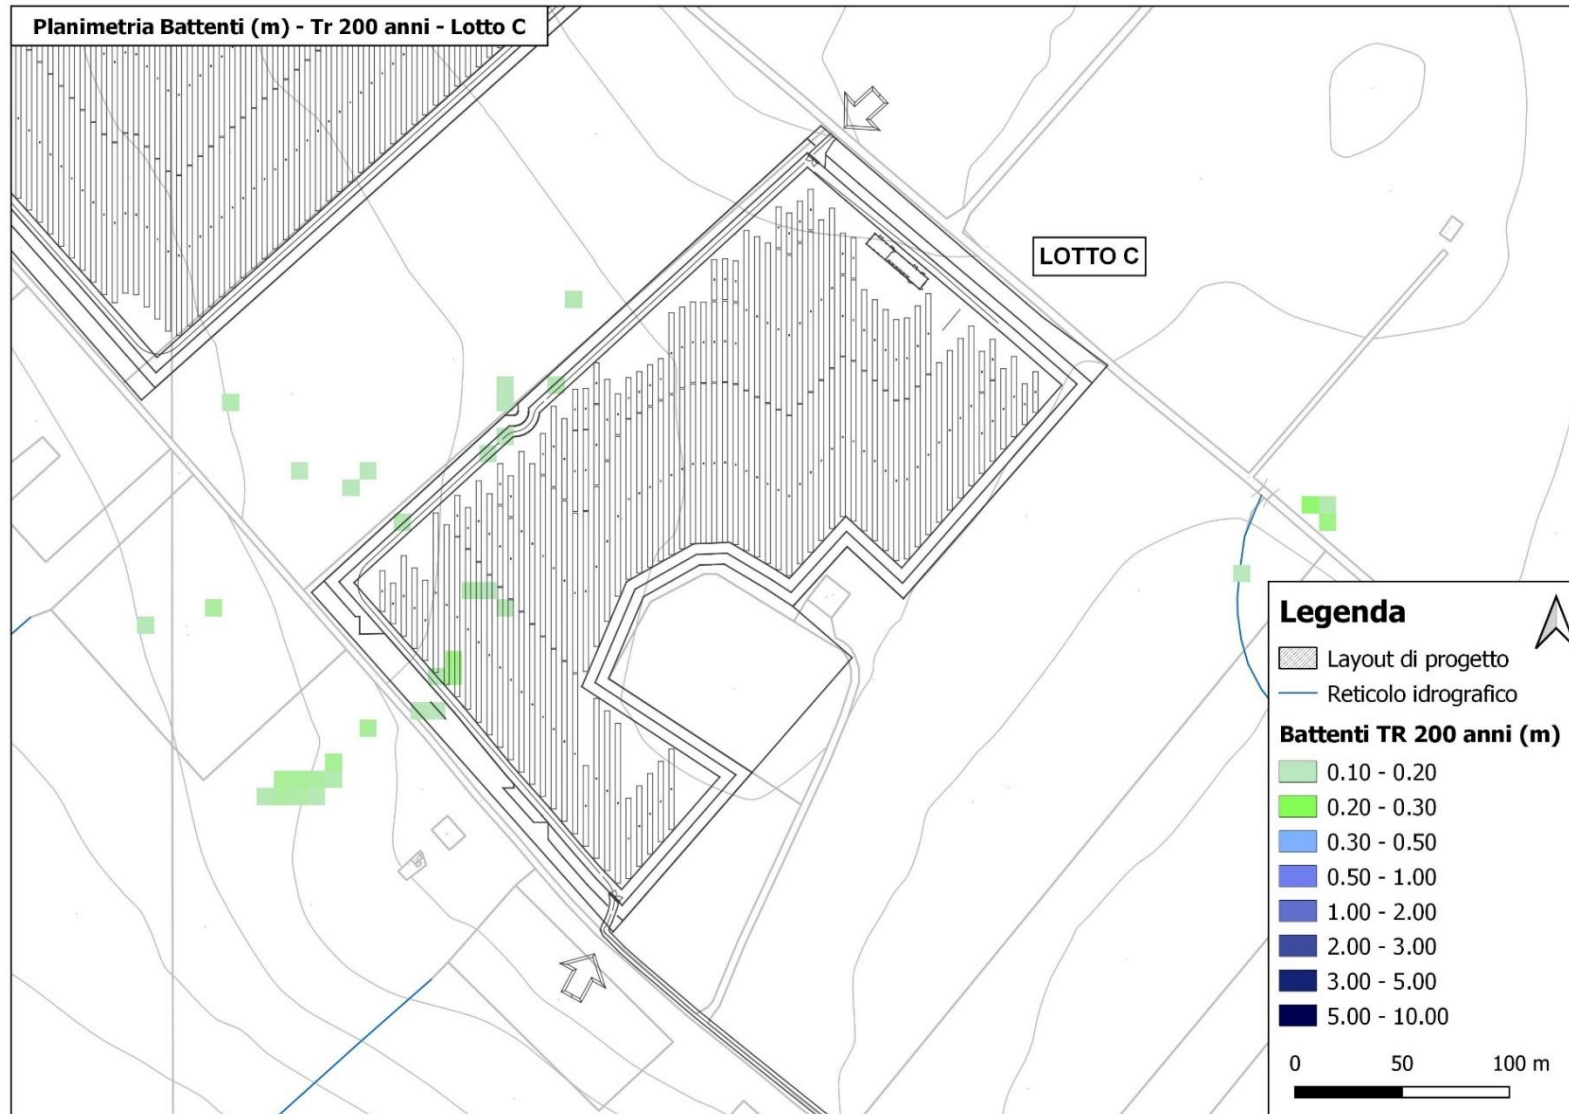 Planimetria Battenti (m) - Tr 200 anni - Lotto C
LOTTO C
Legenda
Layout di progetto
Reticolo idrografico
Battenti TR 200 anni (m)
0.10 - 0.20
0.20 - 0.30
0.30 - 0.50
0.50 - 1.00
1.00 - 2.00
2.00 - 3.00
3.00 - 5.00
5.00 - 10.00
0 50 100 m